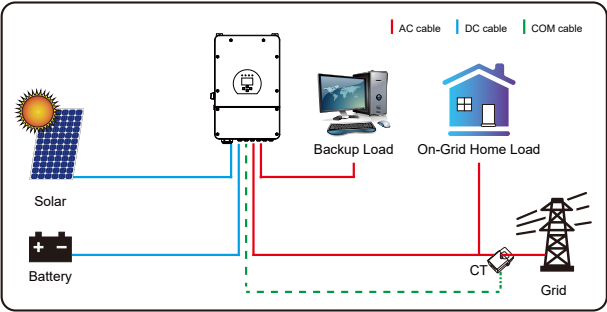 AC cable
DC cable
COM cable
Backup Load
On-Grid Home Load
Solar
Battery
CT
Grid